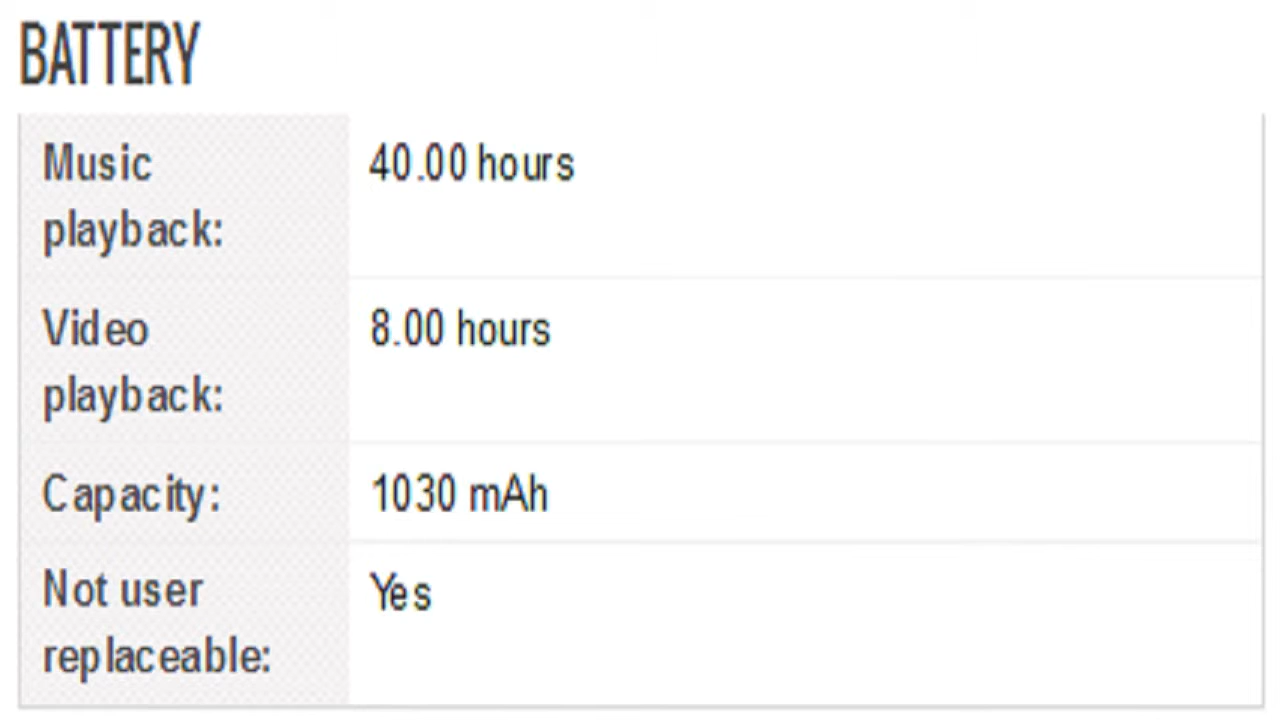 BATTERY
Music playback: 40.00 hours
Video playback: 8.00 hours
Capacity: 1030 mAh
Not user replaceable: Yes